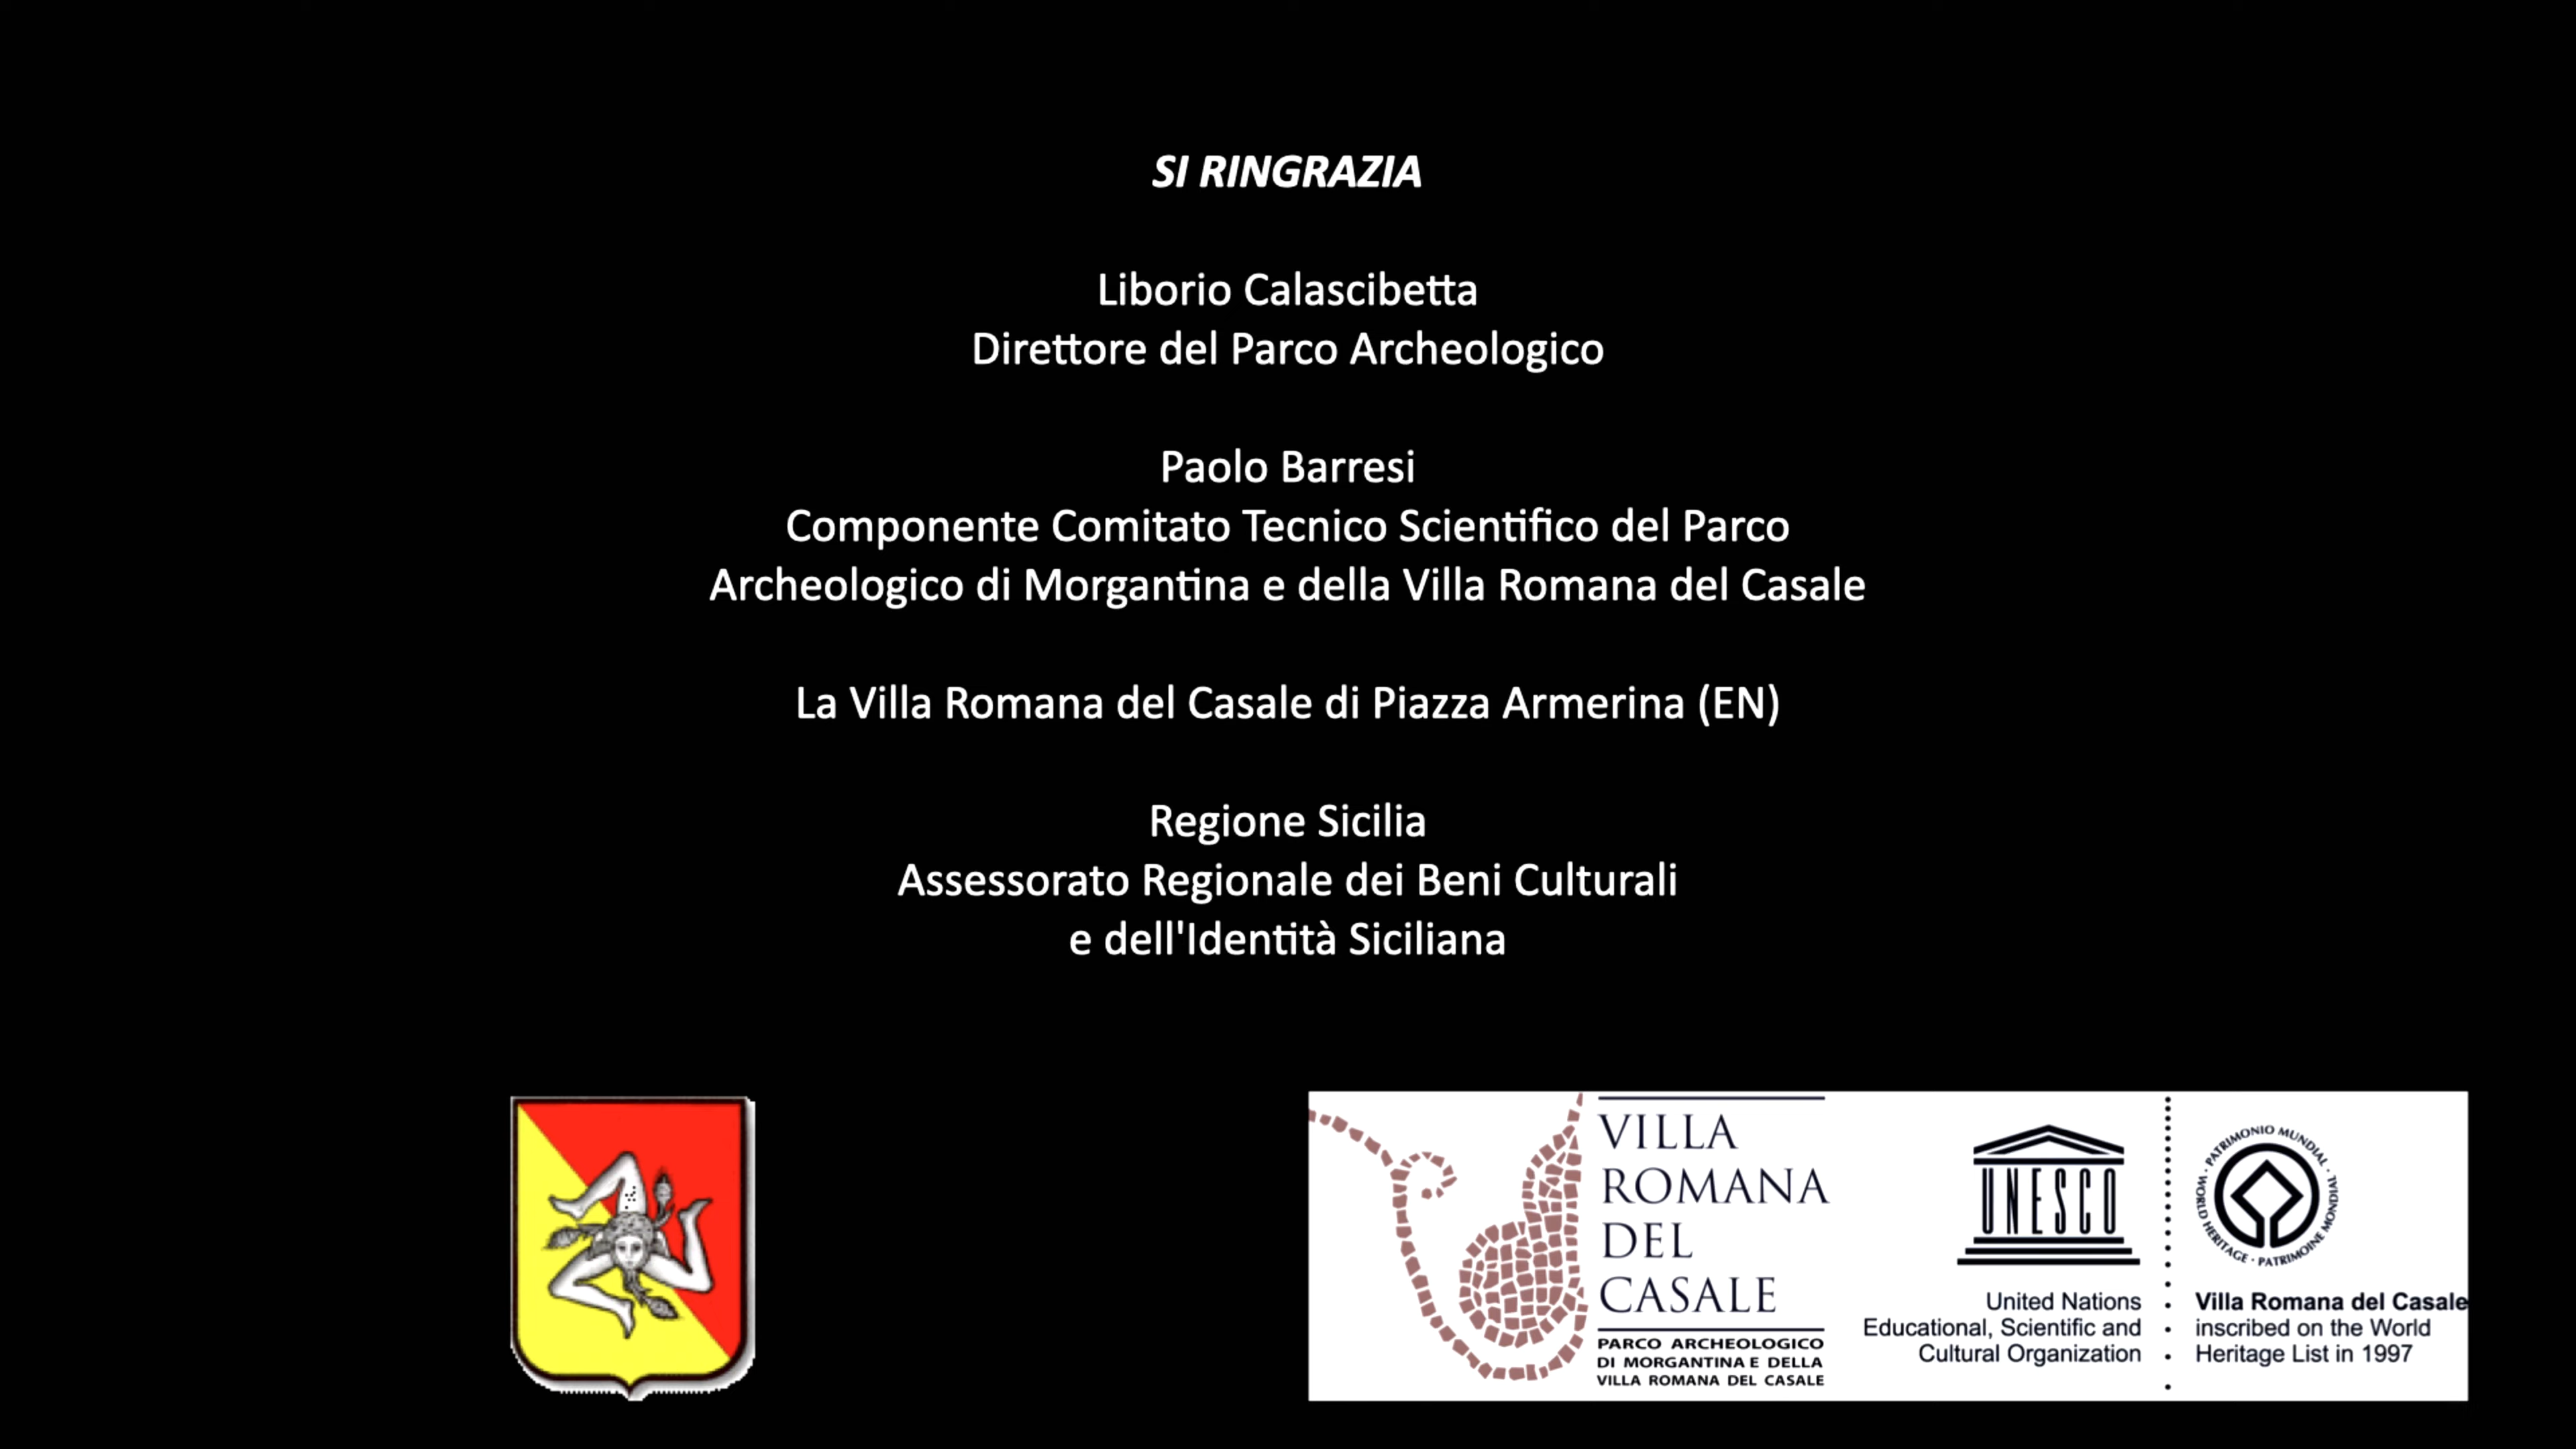 SI RINGRAZIA
Liborio Calascibetta
Direttore del Parco Archeologico
Paolo Barresi
Componente Comitato Tecnico Scientifico del Parco
Archeologico di Morgantina e della Villa Romana del Casale
La Villa Romana del Casale di Piazza Armerina (EN)
Regione Sicilia
Assessorato Regionale dei Beni Culturali
e dell'Identità Siciliana
VILLA
ROMANA
DEL
CASALE
PARCO ARCHEOLOGICO
DI MORGANTINA E DELLA
VILLA ROMANA DEL CASALE
UNESCO
United Nations
Educational, Scientific and
Cultural Organization
PATRIMONIO MUNDIAL · WORLD HERITAGE · PATRIMOINE MONDIAL ·
Villa Romana del Casale
inscribed on the World
Heritage List in 1997